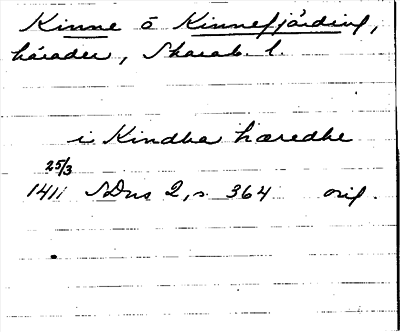 Kinne o Kinnefjärding,
härader, Skarab. l.
i Kindha hæredhe
25/3
1411 SDns 2, s. 364 orig.